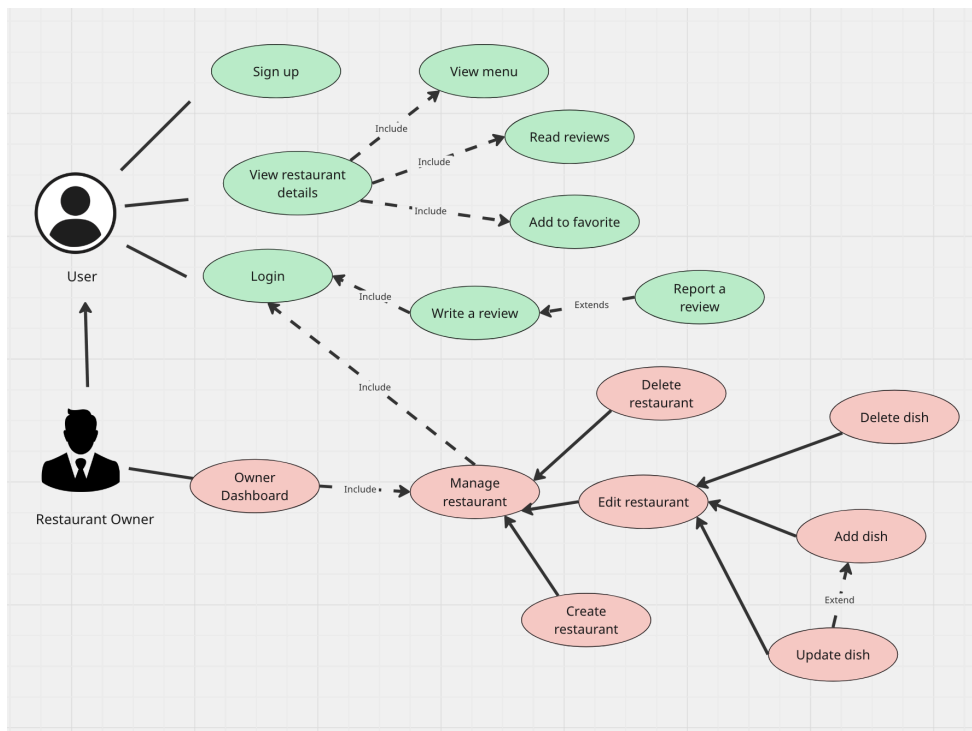 Sign up
View menu
Include
Read reviews
Include
View restaurant
details
Include
Add to favorite
User
Login
Include
Write a review
Extends
Report a
review
Include
Delete
restaurant
Delete dish
Restaurant Owner
Owner
Dashboard
Include
Manage
restaurant
Edit restaurant
Add dish
Extend
Create
restaurant
Update dish